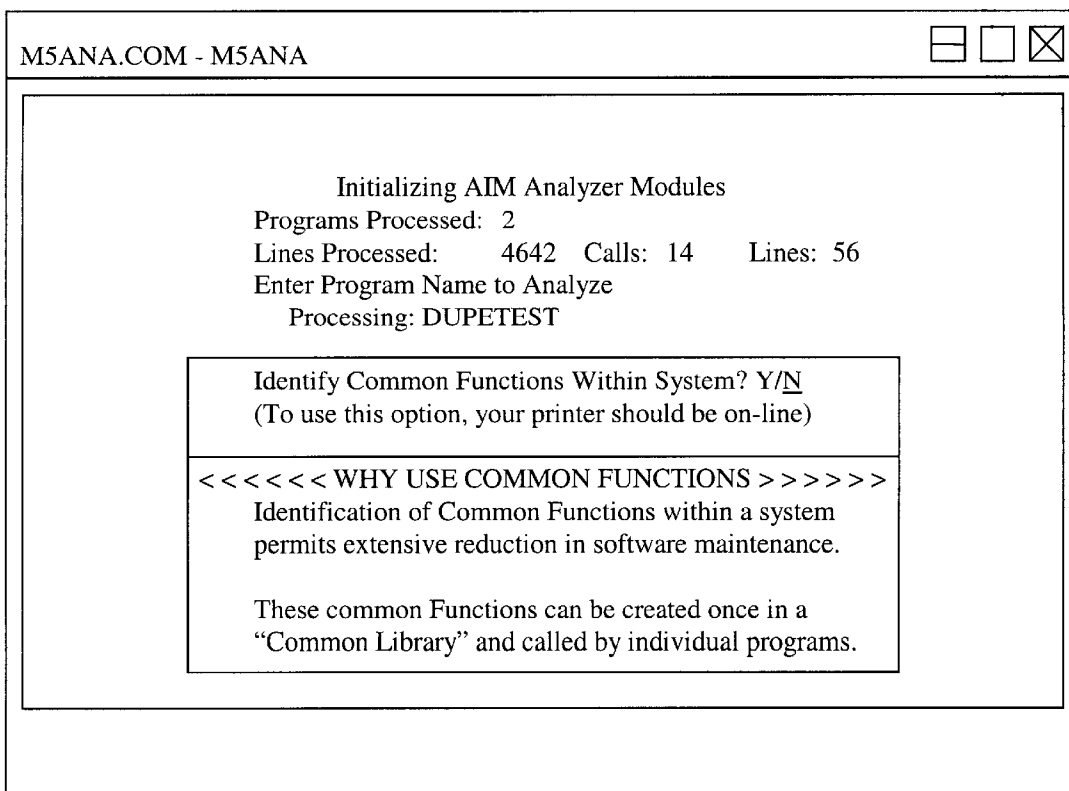 M5ANA.COM - M5ANA
Initializing AIM Analyzer Modules
Programs Processed: 2
Lines Processed: 4642 Calls: 14 Lines: 56
Enter Program Name to Analyze
Processing: DUPETEST
Identify Common Functions Within System? Y/N
(To use this option, your printer should be on-line)
< < < < < < WHY USE COMMON FUNCTIONS > > > > > >
Identification of Common Functions within a system
permits extensive reduction in software maintenance.
These common Functions can be created once in a
“Common Library” and called by individual programs.